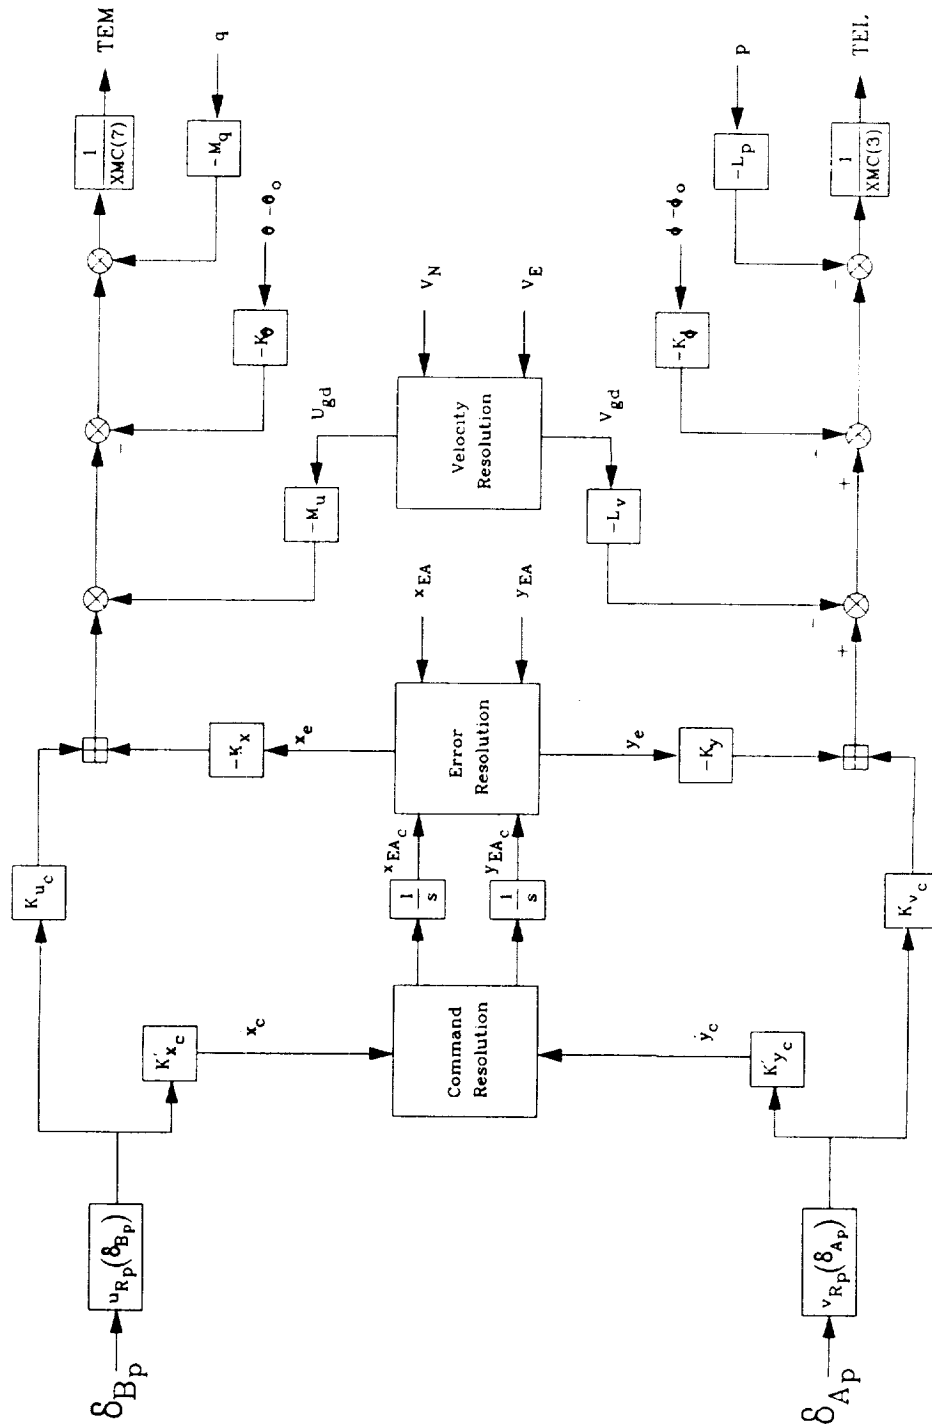 δBp
uRp(δBp)
Kuc
K'xc
xc
Command
Resolution
1
s
1
s
xEAc
yEAc
Error
Resolution
xEA
yEA
xe
-Kx
ye
-Ky
-Mu
Ugd
Velocity
Resolution
VN
VE
-Lv
Vgd
-Kθ
θ -θo
-Mq
q
1
XMC(7)
TEM
δAp
vRp(δAp)
K'yc
yc
Kvc
+
-
+
-Kϕ
ϕ -ϕo
-
-Lp
p
1
XMC(3)
TEL